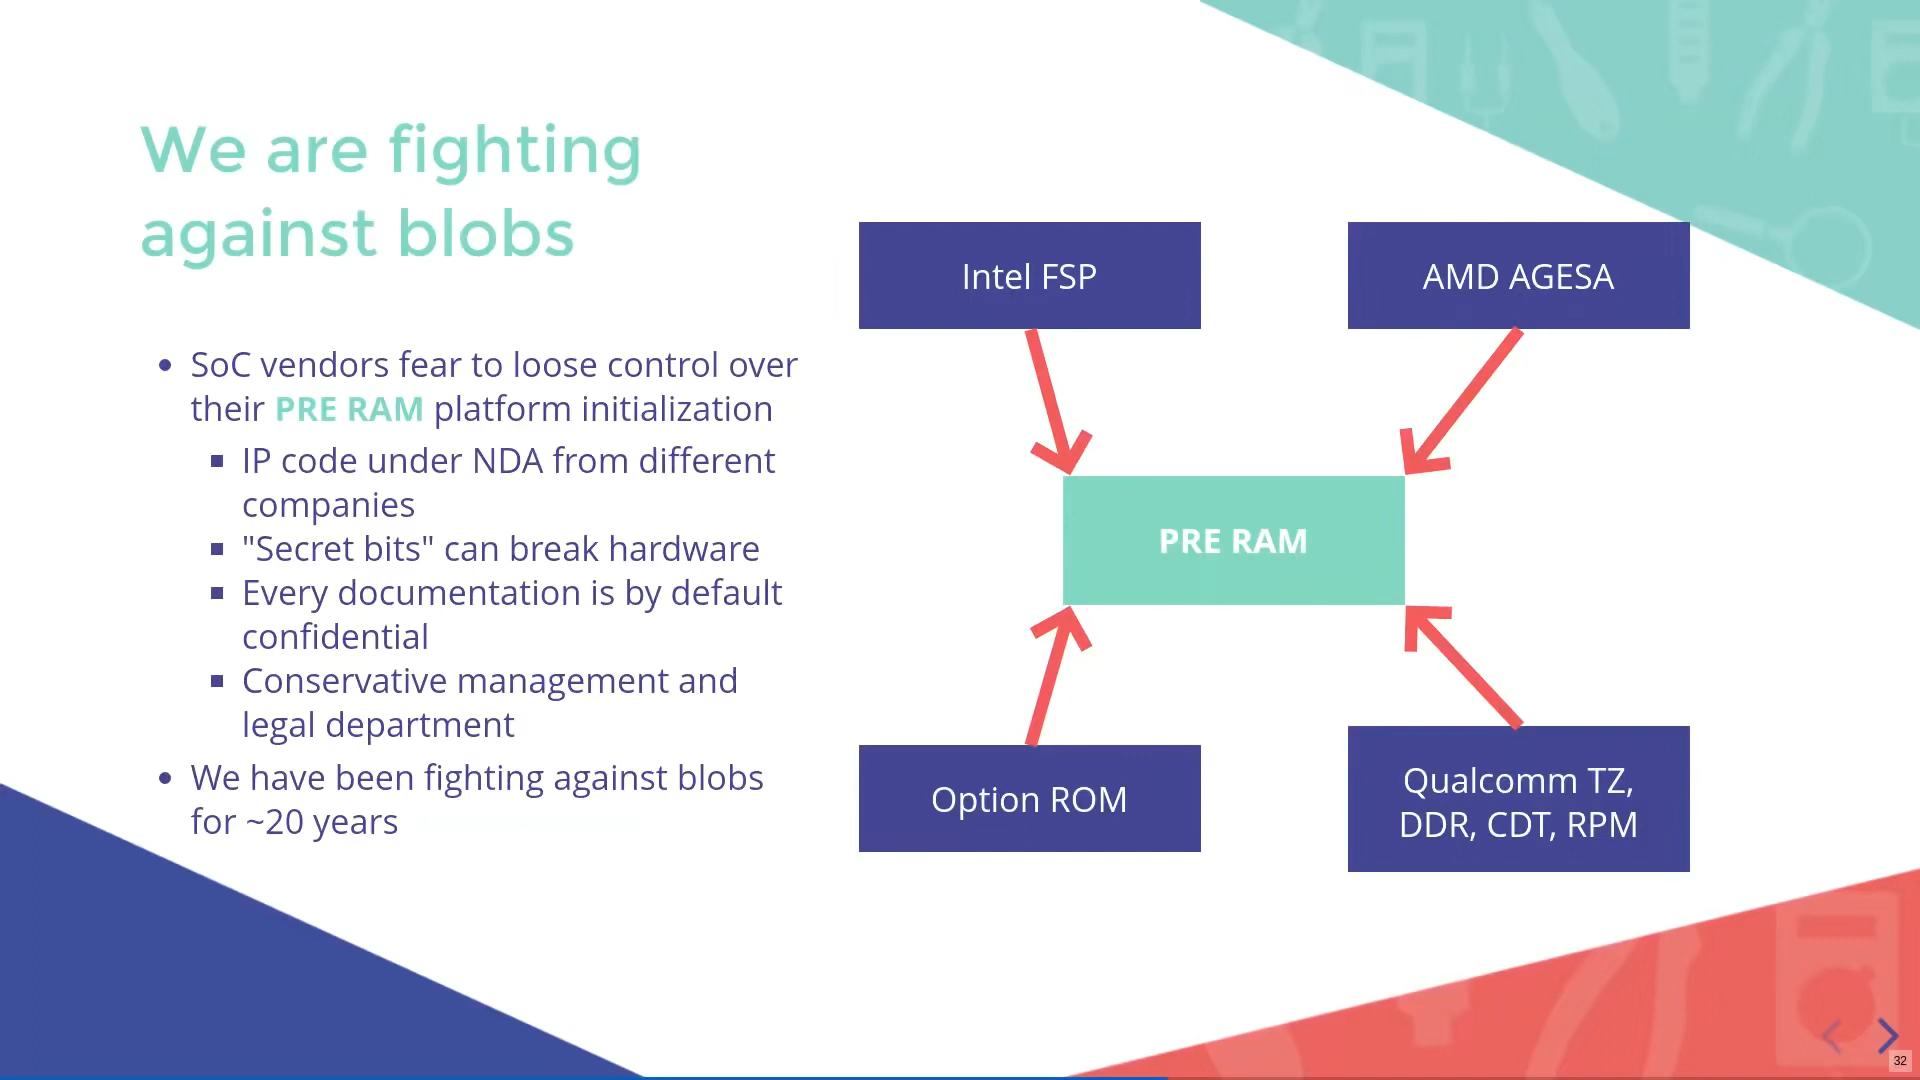 We are fighting
against blobs
SoC vendors fear to loose control over
their PRE RAM platform initialization
IP code under NDA from different
companies
"Secret bits" can break hardware
Every documentation is by default
confidential
Conservative management and
legal department
We have been fighting against blobs
for ~20 years
Intel FSP
AMD AGESA
PRE RAM
Option ROM
Qualcomm TZ,
DDR, CDT, RPM
32